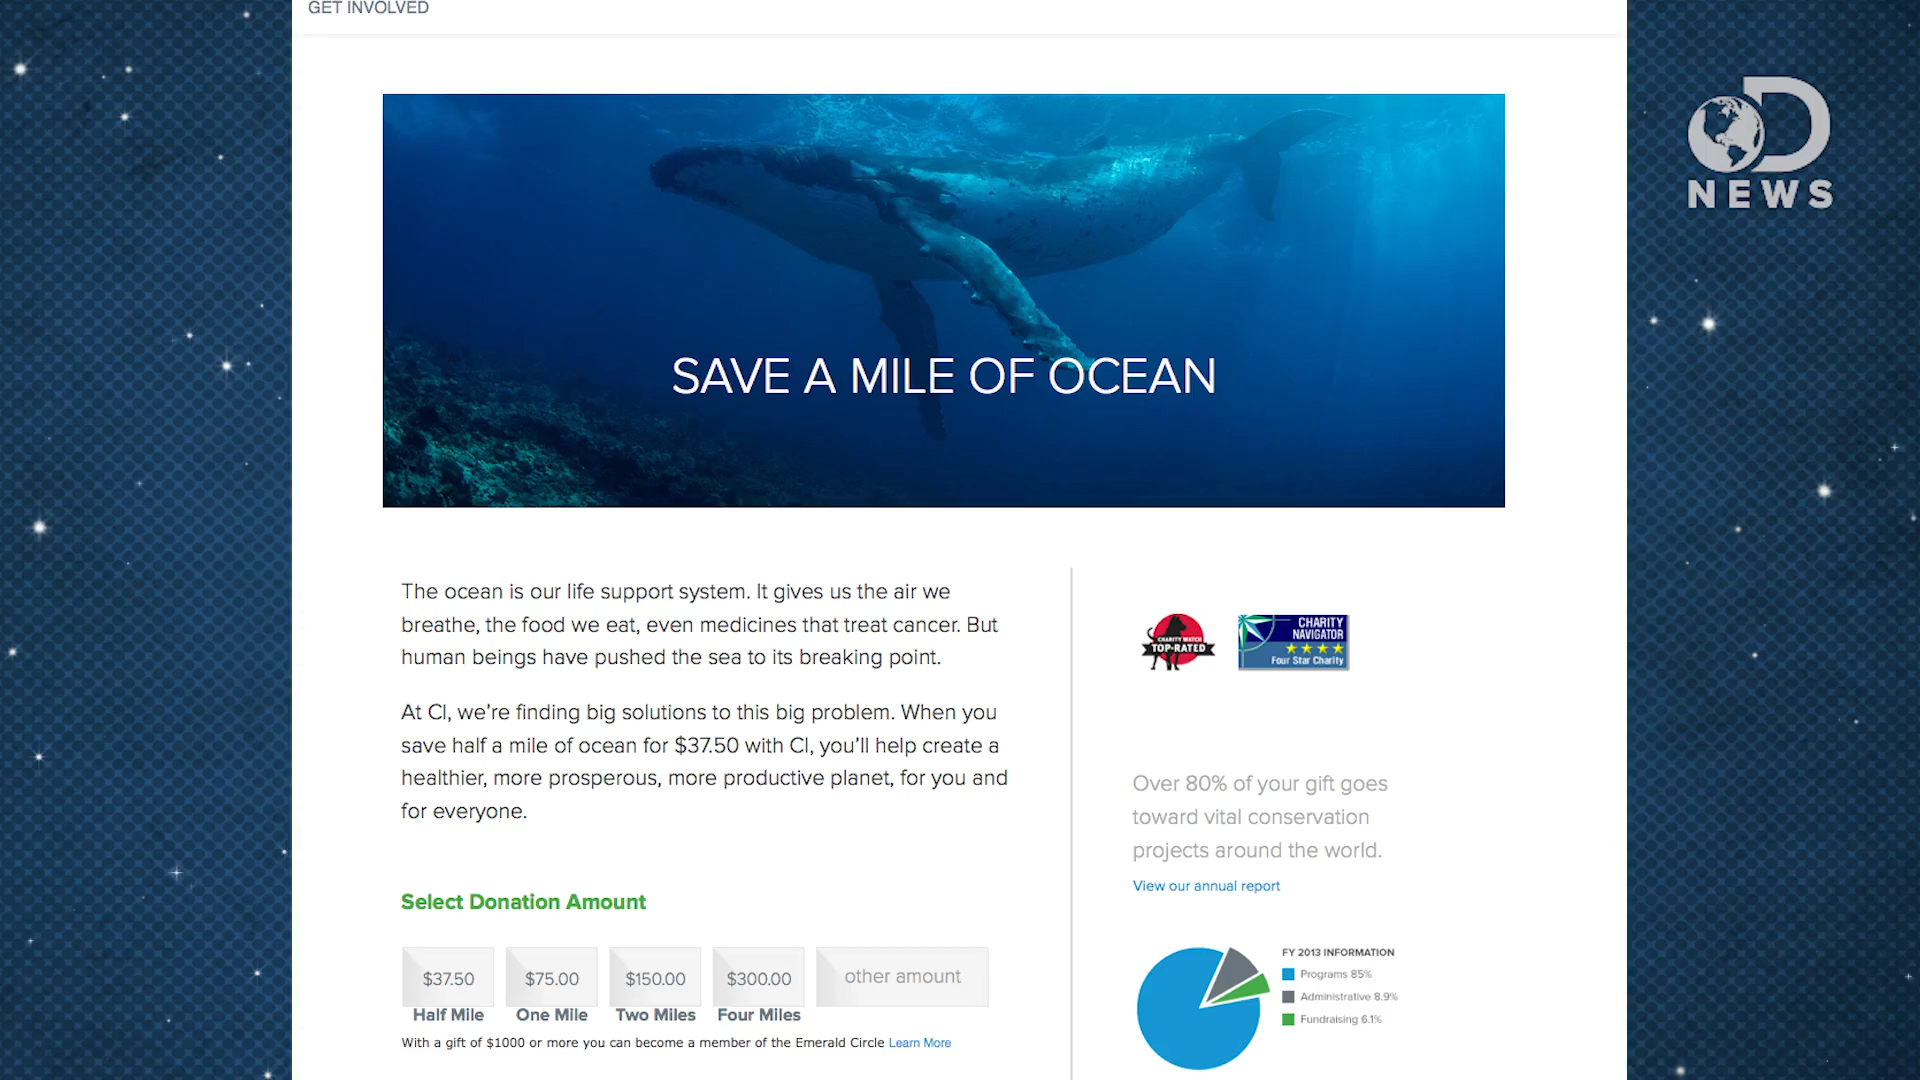 GET INVOLVED
NEWS
SAVE A MILE OF OCEAN
The ocean is our life support system. It gives us the air we
breathe, the food we eat, even medicines that treat cancer. But
human beings have pushed the sea to its breaking point.
At CI, we're finding big solutions to this big problem. When you
save half a mile of ocean for $37.50 with CI, you'll help create a
healthier, more prosperous, more productive planet, for you and
for everyone.
Select Donation Amount
$37.50 $75.00 $150.00 $300.00 other amount
Half Mile One Mile Two Miles Four Miles
With a gift of $1000 or more you can become a member of the Emerald Circle Learn More
CHARITY WATCH
TOP-RATED
CHARITY
NAVIGATOR
Four Star Charity
Over 80% of your gift goes
toward vital conservation
projects around the world.
View our annual report
FY 2013 INFORMATION
Programs 85%
Administrative 8.9%
Fundraising 6.1%